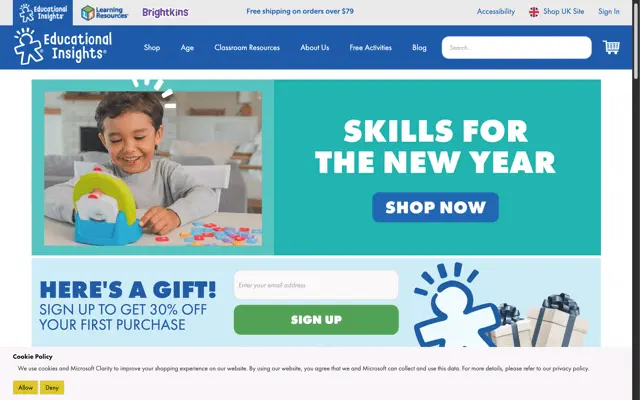 Educational Insights®
Learning Resources®
Brightkins®
Free shipping on orders over $79
Accessibility
Shop UK Site
Sign In
Educational
Insights®
Shop
Age
Classroom Resources
About Us
Free Activities
Blog
Search...
SKILLS FOR
THE NEW YEAR
SHOP NOW
HERE'S A GIFT!
SIGN UP TO GET 30% OFF
YOUR FIRST PURCHASE
Enter your email address
SIGN UP
Cookie Policy
We use cookies and Microsoft Clarity to improve your shopping experience on our website. By using our website, you agree that we and Microsoft can collect and use this data. For more details, please refer to our privacy policy.
Allow
Deny